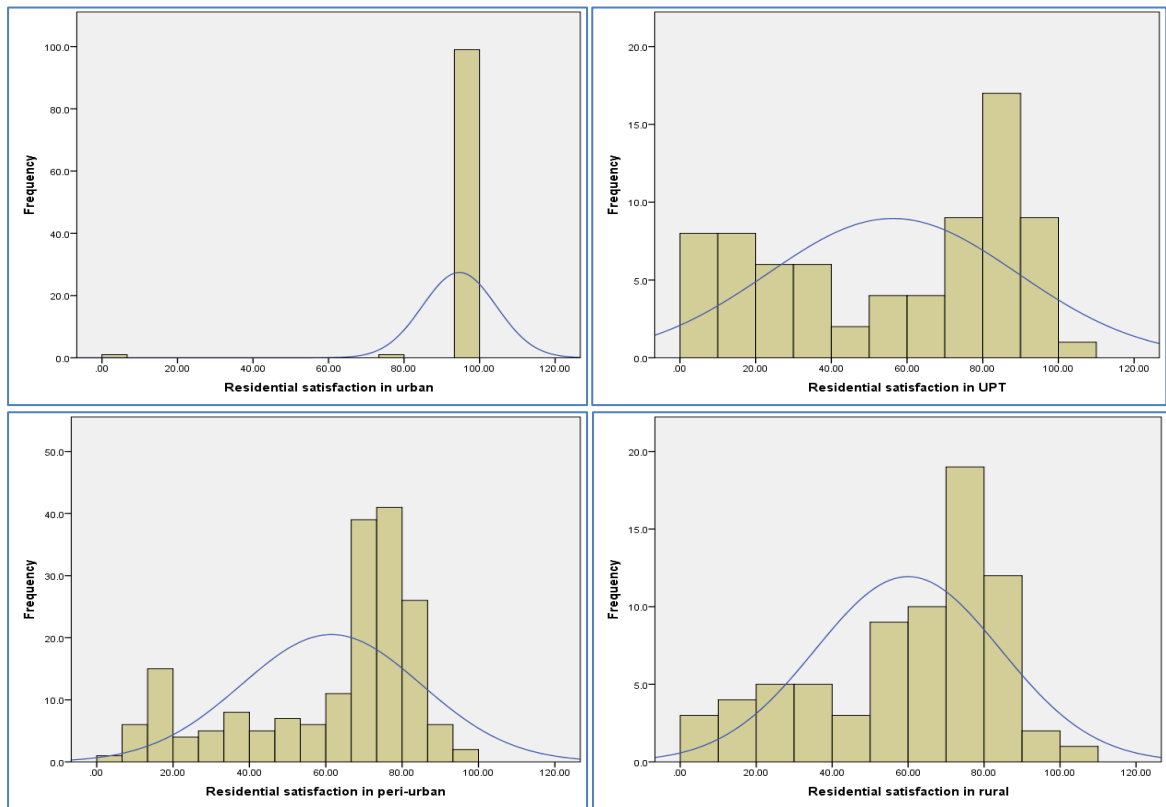 Frequency
100.0
80.0
60.0
40.0
20.0
0.0
.00 20.00 40.00 60.00 80.00 100.00 120.00
Residential satisfaction in urban
Frequency
20.0
15.0
10.0
5.0
0.0
.00 20.00 40.00 60.00 80.00 100.00 120.00
Residential satisfaction in UPT
Frequency
50.0
40.0
30.0
20.0
10.0
0.0
.00 20.00 40.00 60.00 80.00 100.00 120.00
Residential satisfaction in peri-urban
Frequency
20.0
15.0
10.0
5.0
0.0
.00 20.00 40.00 60.00 80.00 100.00 120.00
Residential satisfaction in rural